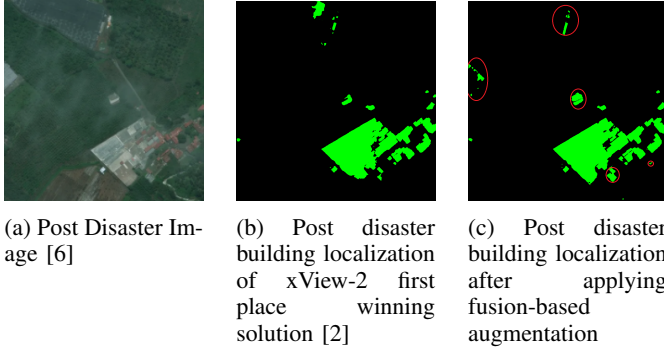 (a) Post Disaster Im-
age [6]
(b) Post disaster
building localization
of xView-2 first
place winning
solution [2]
(c) Post disaster
building localization
after applying
fusion-based
augmentation